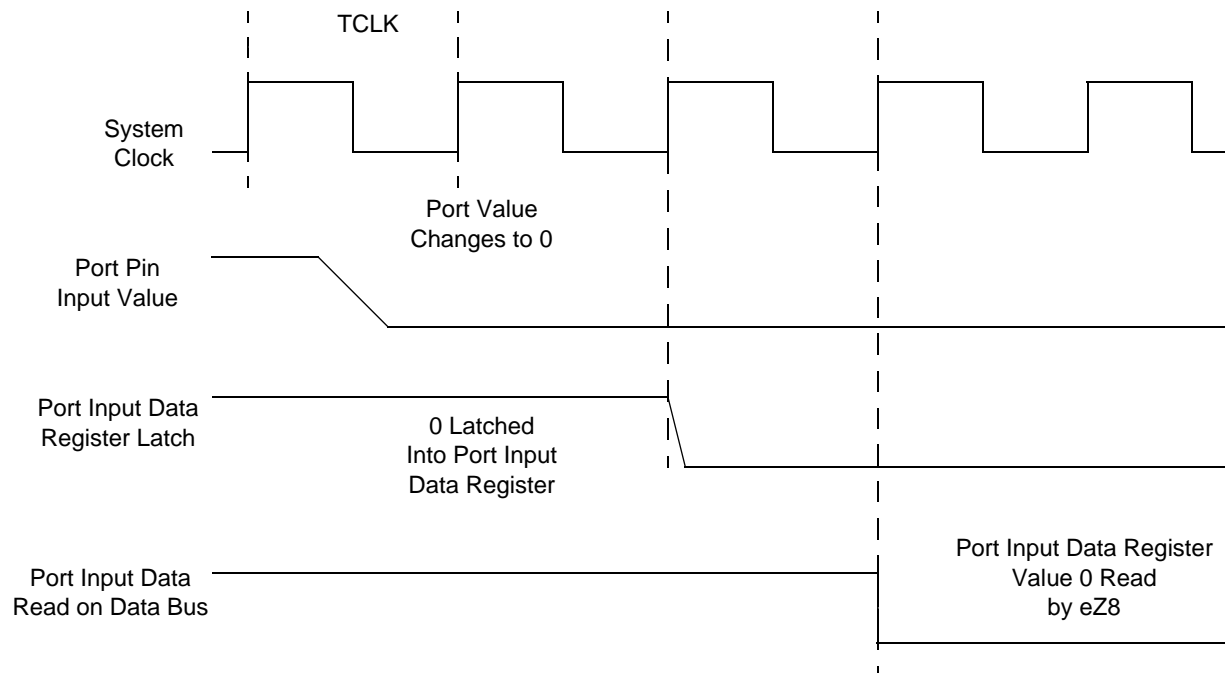 TCLK
System
Clock
Port Value
Changes to 0
Port Pin
Input Value
Port Input Data
Register Latch
0 Latched
Into Port Input
Data Register
Port Input Data
Read on Data Bus
Port Input Data Register
Value 0 Read
by eZ8